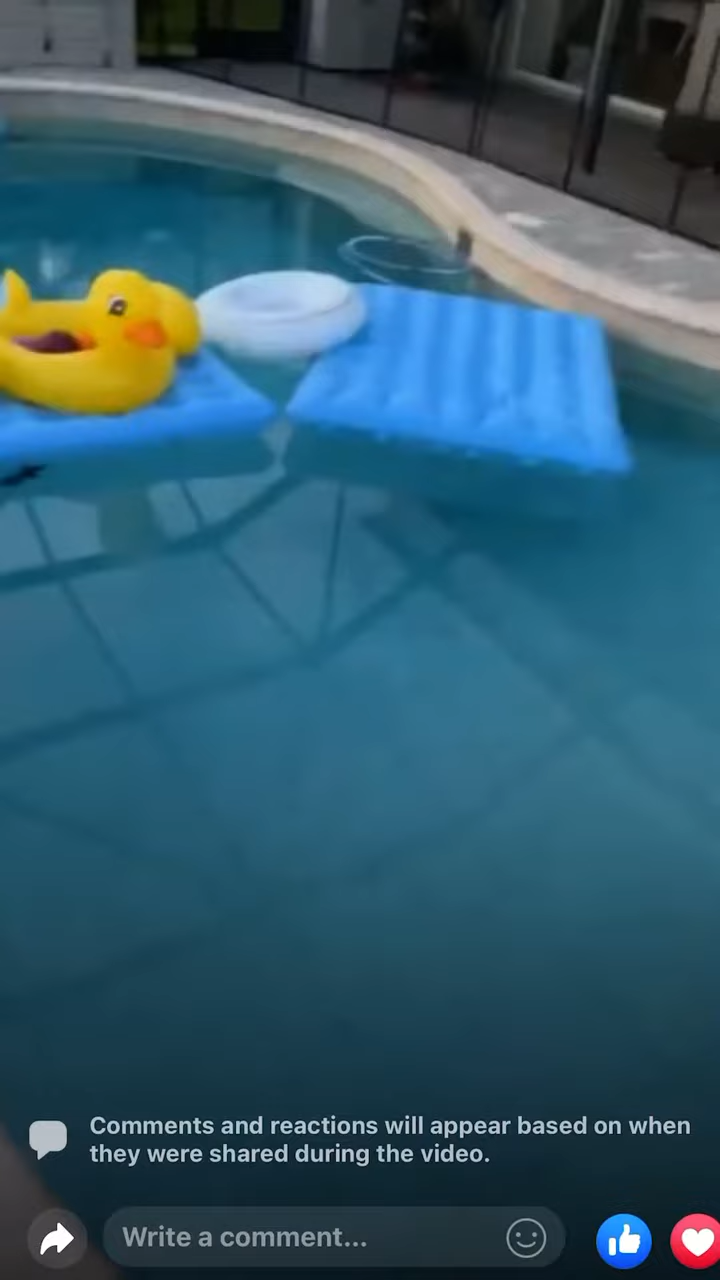 Comments and reactions will appear based on when
they were shared during the video.
Write a comment...